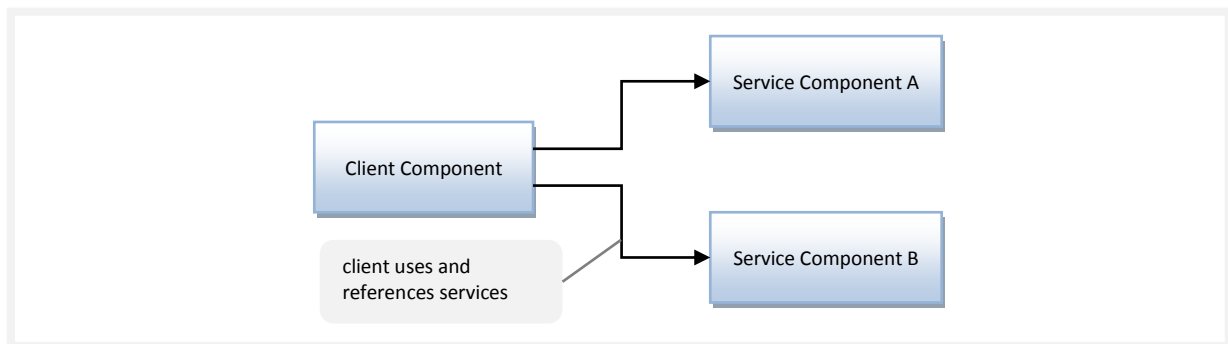 Service Component A
Client Component
client uses and
references services
Service Component B